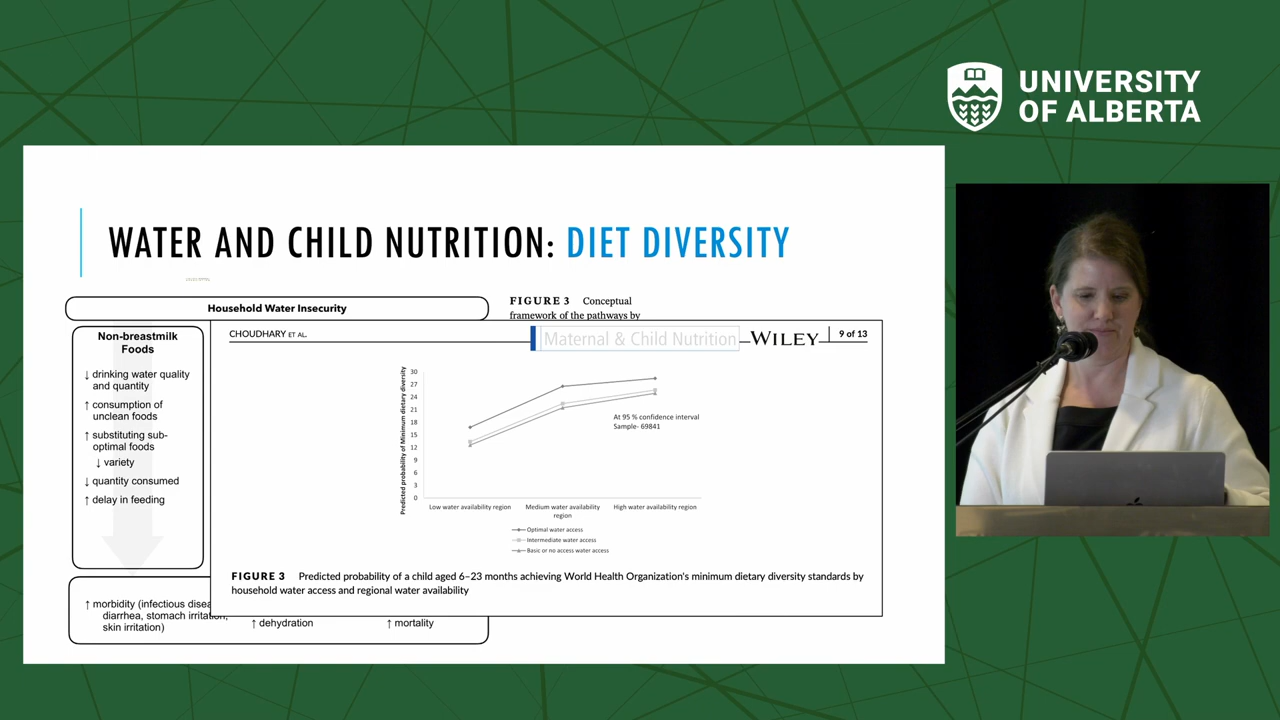 UNIVERSITY
OF ALBERTA
WATER AND CHILD NUTRITION: DIET DIVERSITY
Household Water Insecurity
FIGURE 3 Conceptual
framework of the pathways by
Non-breastmilk
Foods
↓ drinking water quality
and quantity
↑ consumption of
unclean foods
↑ substituting sub-
optimal foods
↓ variety
↓ quantity consumed
↑ delay in feeding
CHOUDHARY ET AL.
Maternal & Child Nutrition
WILEY
9 of 13
Predicted probability of Minimum dietary diversity
30
27
24
21
18
15
12
9
6
3
0
At 95 % confidence interval
Sample- 69841
Low water availability region
Medium water availability
region
High water availability region
Optimal water access
Intermediate water access
Basic or no access water access
FIGURE 3 Predicted probability of a child aged 6–23 months achieving World Health Organization's minimum dietary diversity standards by
household water access and regional water availability
↑ morbidity (infectious
diarrhea, stomach irritation,
skin irritation)
↑ dehydration
↑ mortality